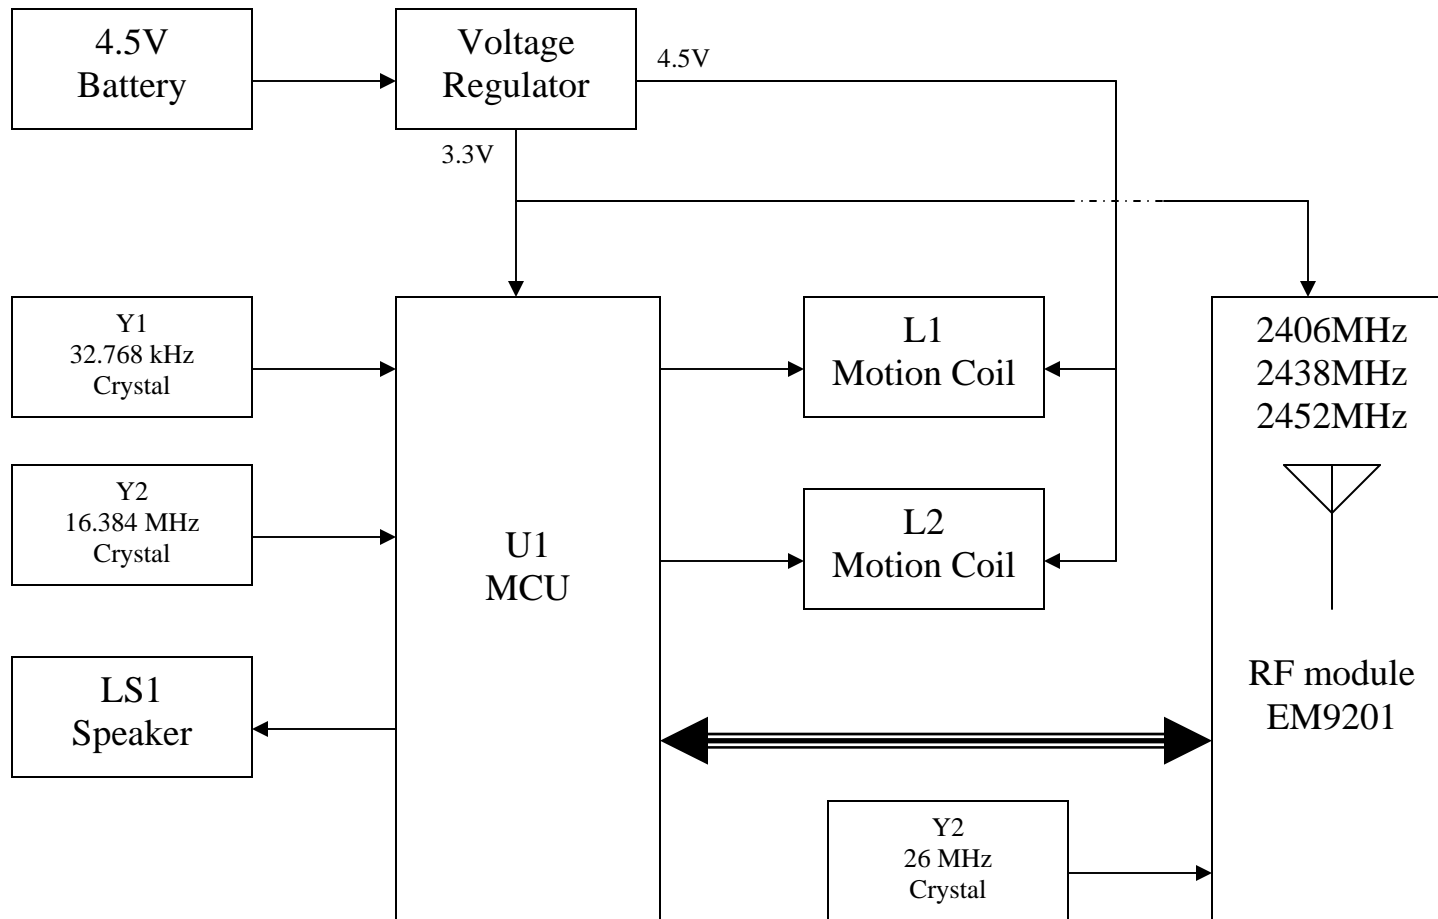 4.5V
Battery
Voltage
Regulator
4.5V
3.3V
Y1
32.768 kHz
Crystal
L1
Motion Coil
2406MHz
2438MHz
2452MHz
Y2
16.384 MHz
Crystal
U1
MCU
L2
Motion Coil
LS1
Speaker
RF module
EM9201
Y2
26 MHz
Crystal